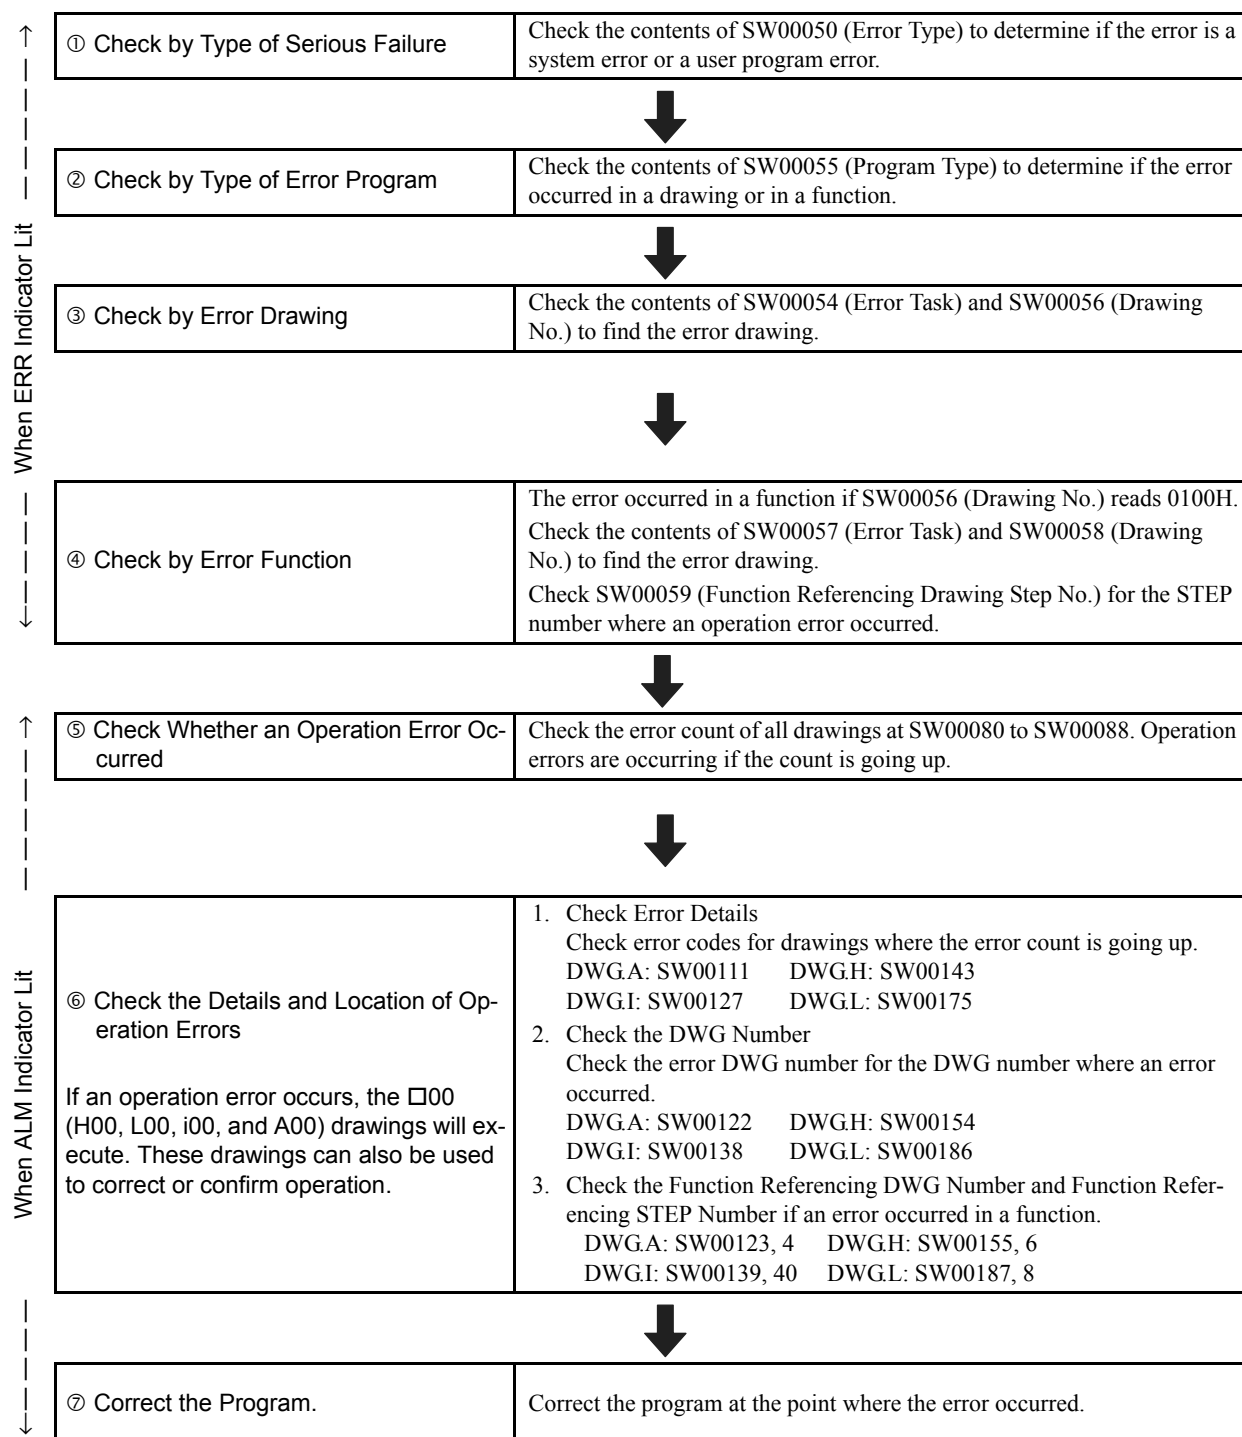 When ERR Indicator Lit
① Check by Type of Serious Failure
Check the contents of SW00050 (Error Type) to determine if the error is a
system error or a user program error.
② Check by Type of Error Program
Check the contents of SW00055 (Program Type) to determine if the error
occurred in a drawing or in a function.
③ Check by Error Drawing
Check the contents of SW00054 (Error Task) and SW00056 (Drawing
No.) to find the error drawing.
④ Check by Error Function
The error occurred in a function if SW00056 (Drawing No.) reads 0100H.
Check the contents of SW00057 (Error Task) and SW00058 (Drawing
No.) to find the error drawing.
Check SW00059 (Function Referencing Drawing Step No.) for the STEP
number where an operation error occurred.
When ALM Indicator Lit
⑤ Check Whether an Operation Error Oc-
curred
Check the error count of all drawings at SW00080 to SW00088. Operation
errors are occurring if the count is going up.
⑥ Check the Details and Location of Op-
eration Errors
If an operation error occurs, the □00
(H00, L00, i00, and A00) drawings will ex-
ecute. These drawings can also be used
to correct or confirm operation.
1. Check Error Details
Check error codes for drawings where the error count is going up.
DWG.A: SW00111 DWG.H: SW00143
DWG.I: SW00127 DWG.L: SW00175
2. Check the DWG Number
Check the error DWG number for the DWG number where an error
occurred.
DWG.A: SW00122 DWG.H: SW00154
DWG.I: SW00138 DWG.L: SW00186
3. Check the Function Referencing DWG Number and Function Refer-
encing STEP Number if an error occurred in a function.
DWG.A: SW00123, 4 DWG.H: SW00155, 6
DWG.I: SW00139, 40 DWG.L: SW00187, 8
⑦ Correct the Program.
Correct the program at the point where the error occurred.